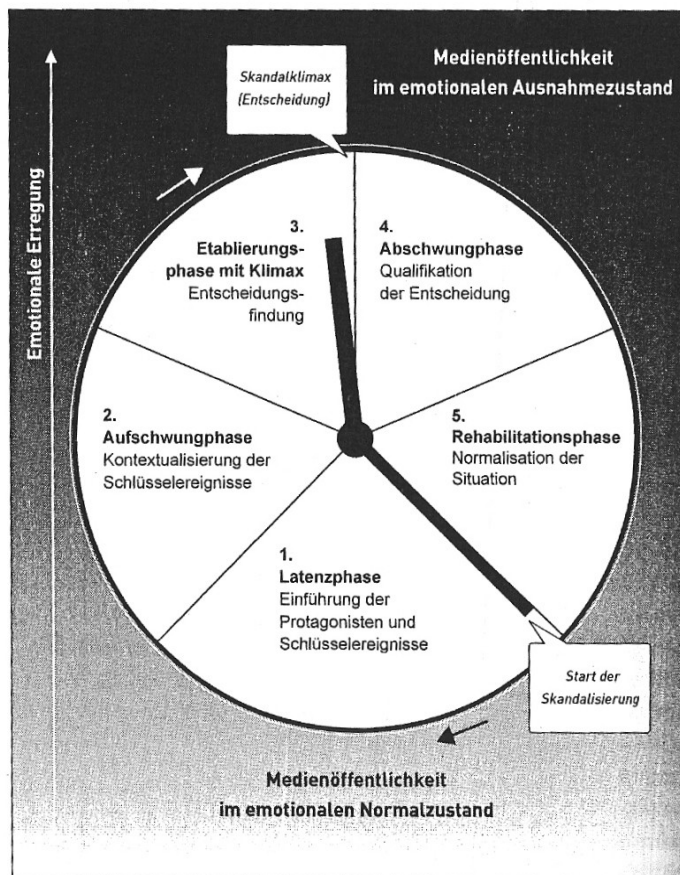 Medienöffentlichkeit
im emotionalen Ausnahmezustand
Skandalklimax
(Entscheidung)
Emotionale Erregung
3.
Etablierungs-
phase mit Klimax
Entscheidungs-
findung
4.
Abschwungphase
Qualifikation
der Entscheidung
2.
Aufschwungphase
Kontextualisierung der
Schlüsselereignisse
5.
Rehabilitationsphase
Normalisation der
Situation
1.
Latenzphase
Einführung der
Protagonisten und
Schlüsselereignisse
Start der
Skandalisierung
Medienöffentlichkeit
im emotionalen Normalzustand